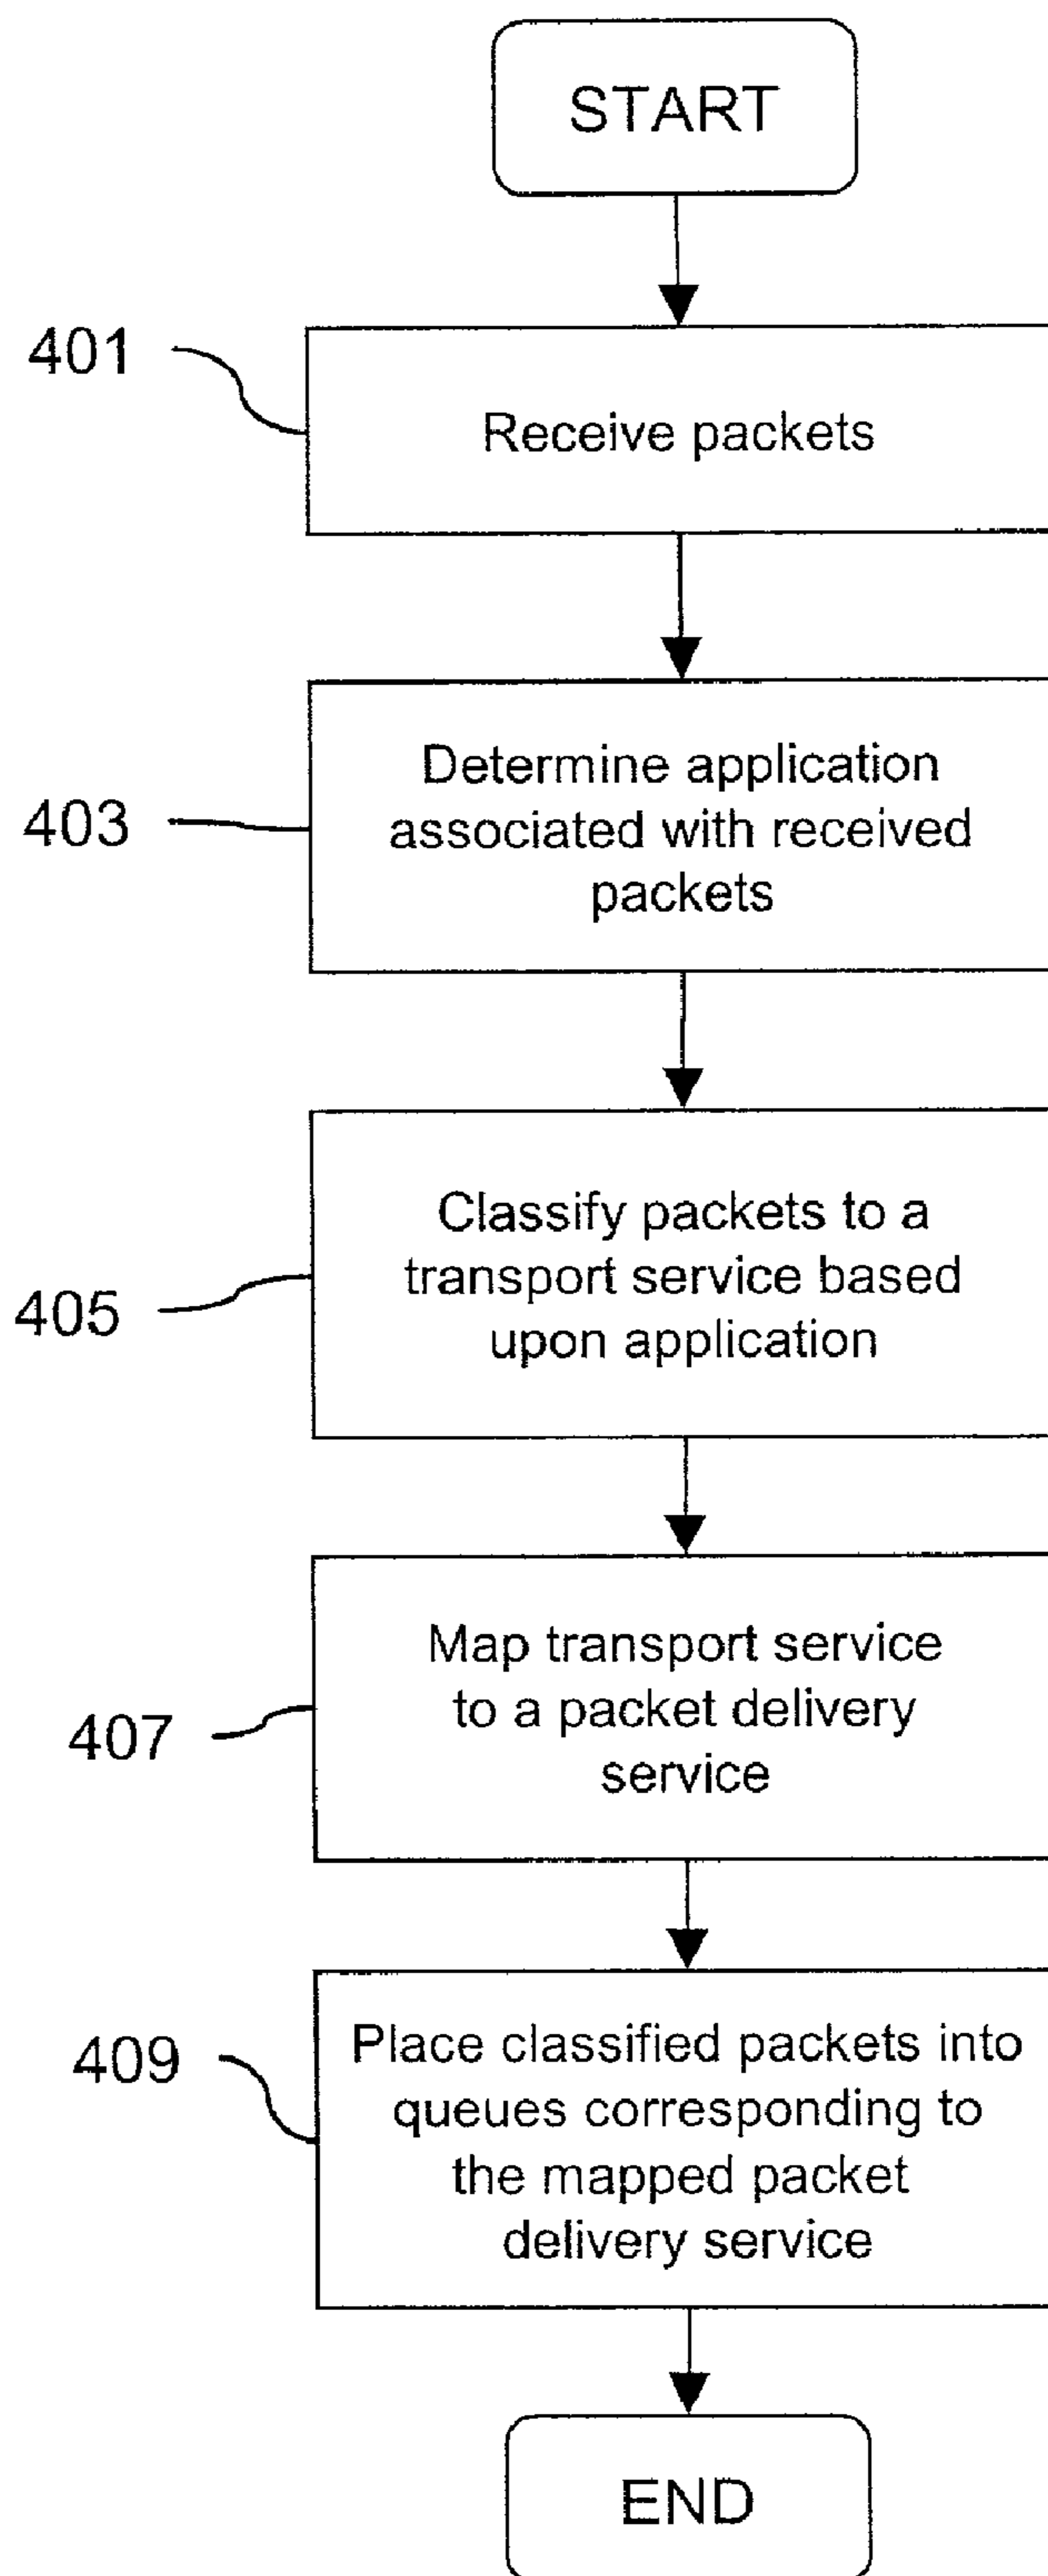 START
401
Receive packets
403
Determine application
associated with received
packets
405
Classify packets to a
transport service based
upon application
407
Map transport service
to a packet delivery
service
409
Place classified packets into
queues corresponding to
the mapped packet
delivery service
END